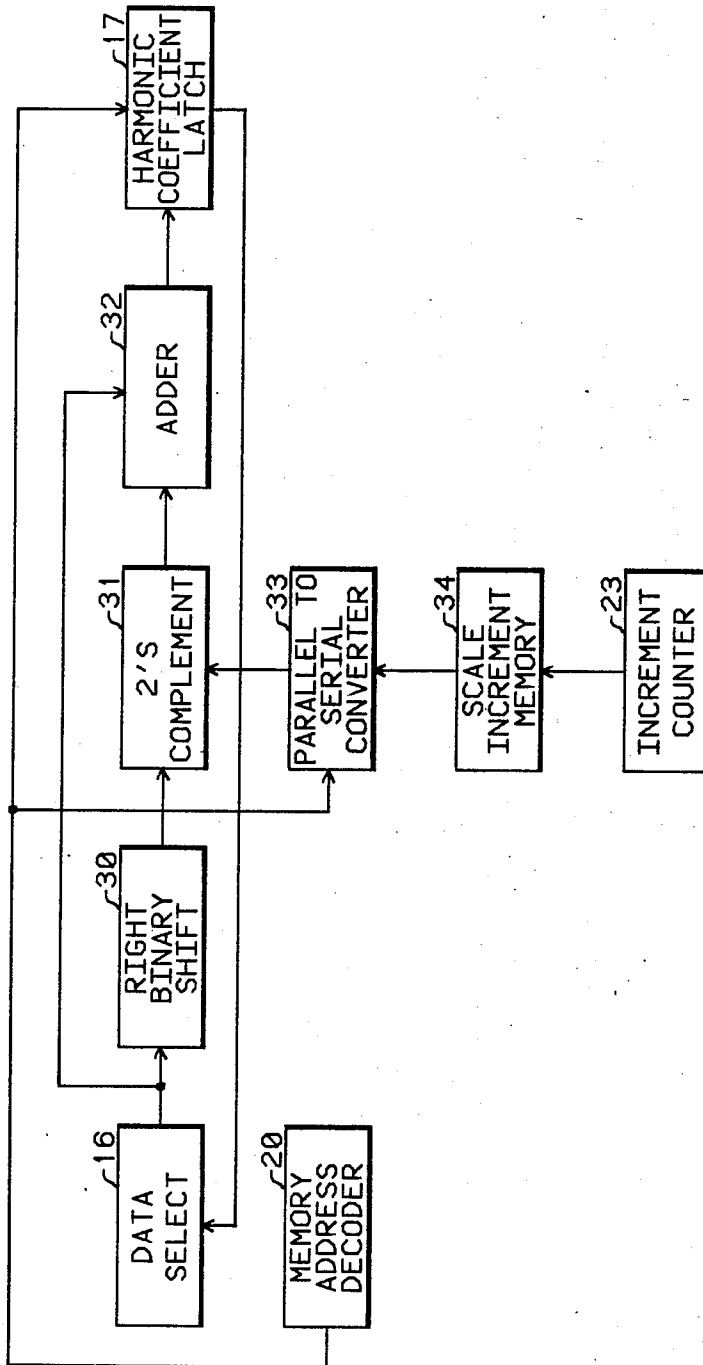 16
DATA
SELECT
30
RIGHT
BINARY
SHIFT
31
2'S
COMPLEMENT
32
ADDER
17
HARMONIC
COEFFICIENT
LATCH
20
MEMORY
ADDRESS
DECODER
33
PARALLEL TO
SERIAL
CONVERTER
34
SCALE
INCREMENT
MEMORY
23
INCREMENT
COUNTER